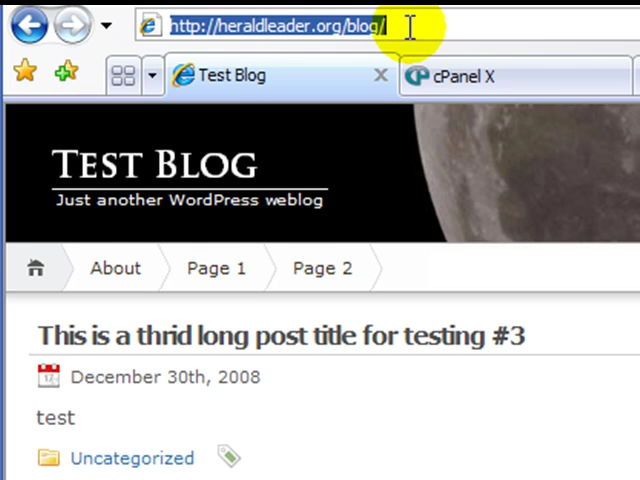 http://heraldleader.org/blog/
Test Blog
cPanel X
TEST BLOG
Just another WordPress weblog
About
Page 1
Page 2
This is a thrid long post title for testing #3
December 30th, 2008
test
Uncategorized